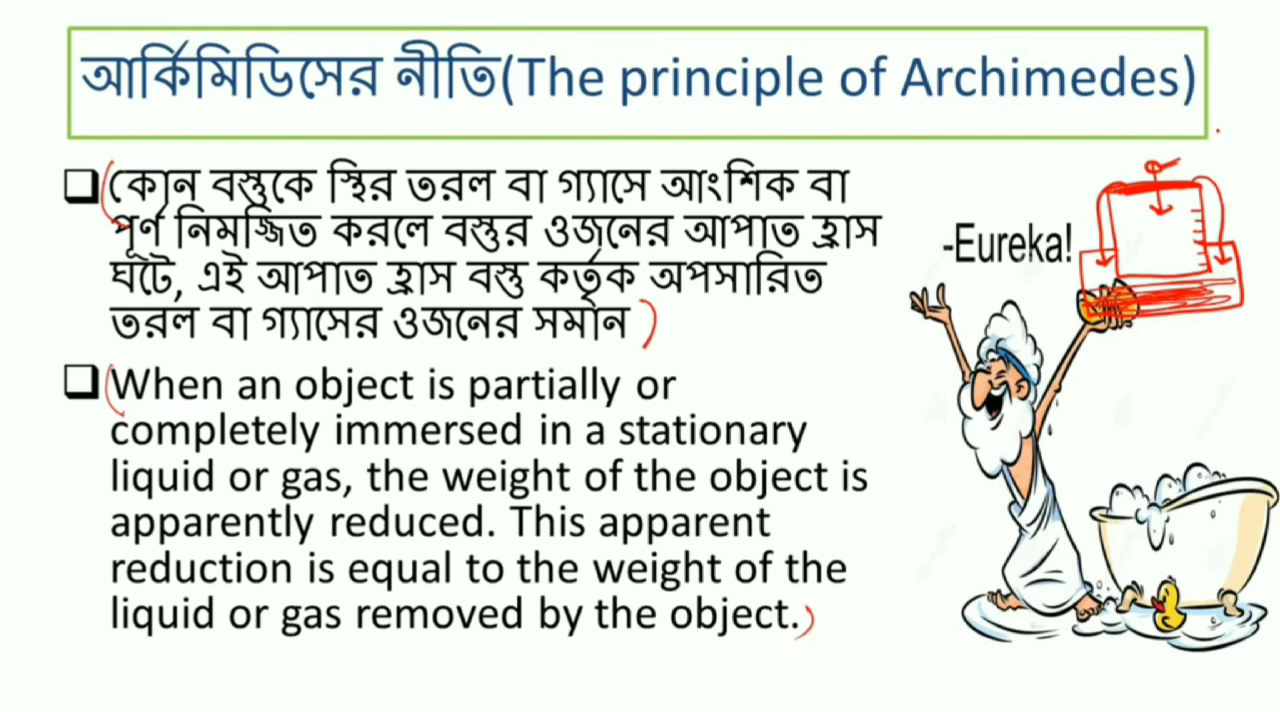 আর্কিমিডিসের নীতি(The principle of Archimedes)
কোন বস্তুকে স্থির তরল বা গ্যাসে আংশিক বা
পূর্ণ নিমজ্জিত করলে বস্তুর ওজনের আপাত হ্রাস
ঘটে, এই আপাত হ্রাস বস্তু কর্তৃক অপসারিত
তরল বা গ্যাসের ওজনের সমান
When an object is partially or
completely immersed in a stationary
liquid or gas, the weight of the object is
apparently reduced. This apparent
reduction is equal to the weight of the
liquid or gas removed by the object.
-Eureka!